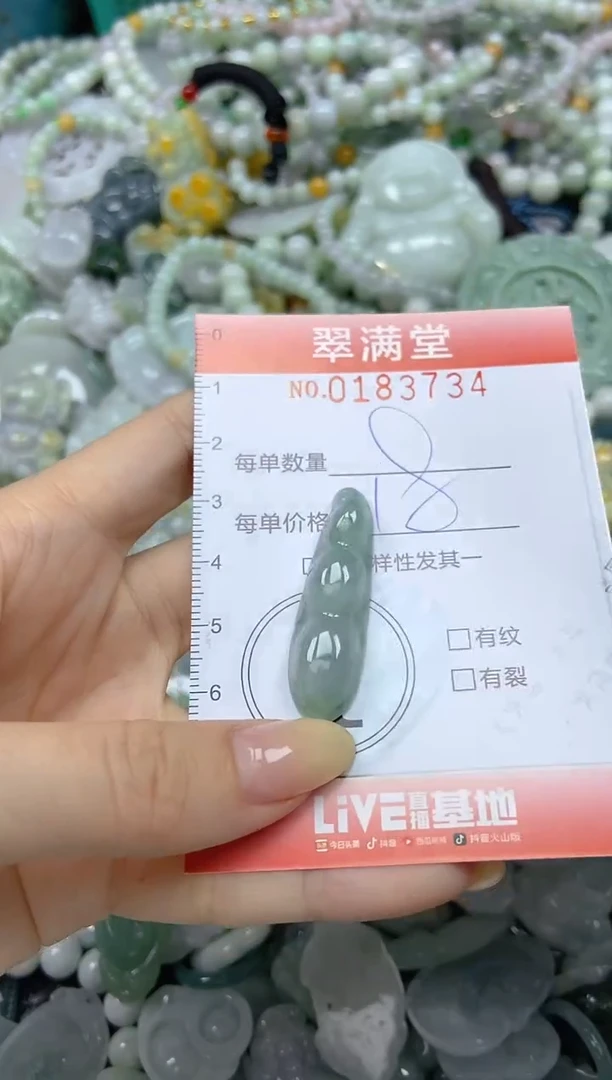 0
翠满堂
1
NO.0183734
2
每单数量 8
3
每单价格 18
4
样性发其一
5
□有纹
□有裂
6
LiVE直播基地
今日头条 抖音 西瓜视频 抖音火山版